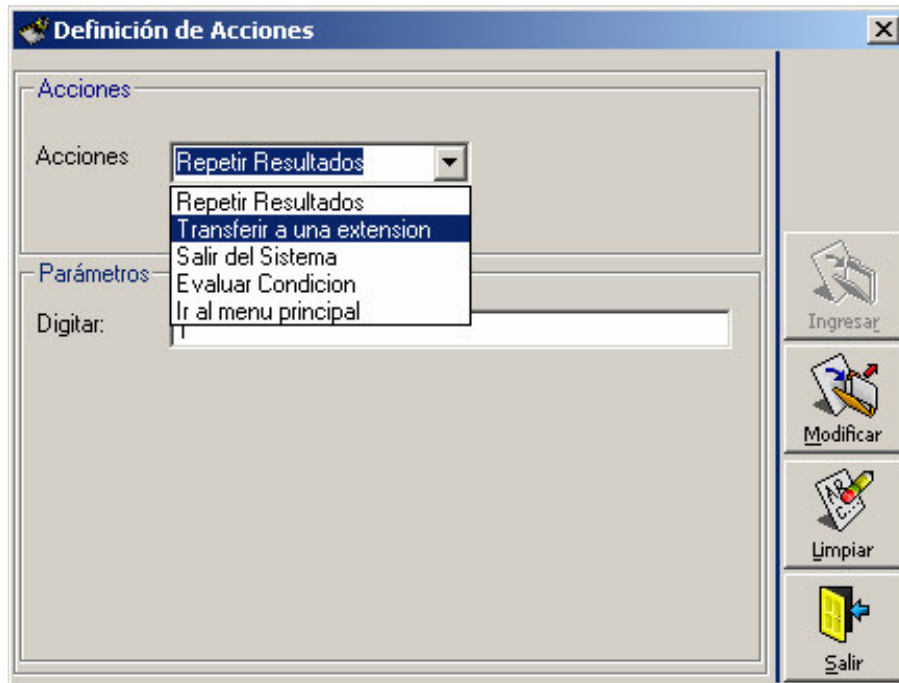 Definición de Acciones
Acciones
Acciones
Repetir Resultados
Repetir Resultados
Transferir a una extension
Salir del Sistema
Evaluar Condicion
Ir al menu principal
Parámetros
Digitar:
Ingresar
Modificar
Limpiar
Salir